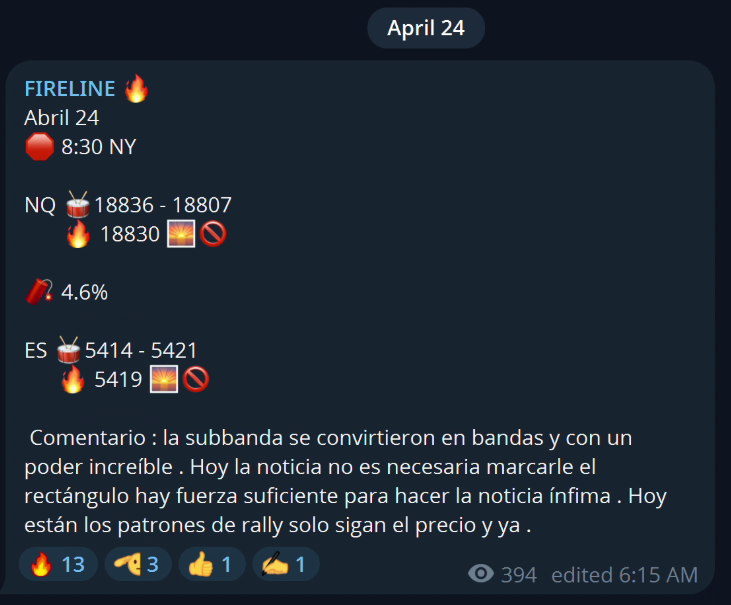 April 24
FIRELINE 🔥
Abril 24
🛑 8:30 NY
NQ 🥁 18836 - 18807
🔥 18830 🌅🚫
🧨 4.6%
ES 🥁 5414 - 5421
🔥 5419 🌅🚫
Comentario : la subbanda se convirtieron en bandas y con un
poder increíble . Hoy la noticia no es necesaria marcarle el
rectángulo hay fuerza suficiente para hacer la noticia ínfima . Hoy
están los patrones de rally solo sigan el precio y ya .
🔥 13 🫡 3 👍 1 ✍️ 1 394 edited 6:15 AM